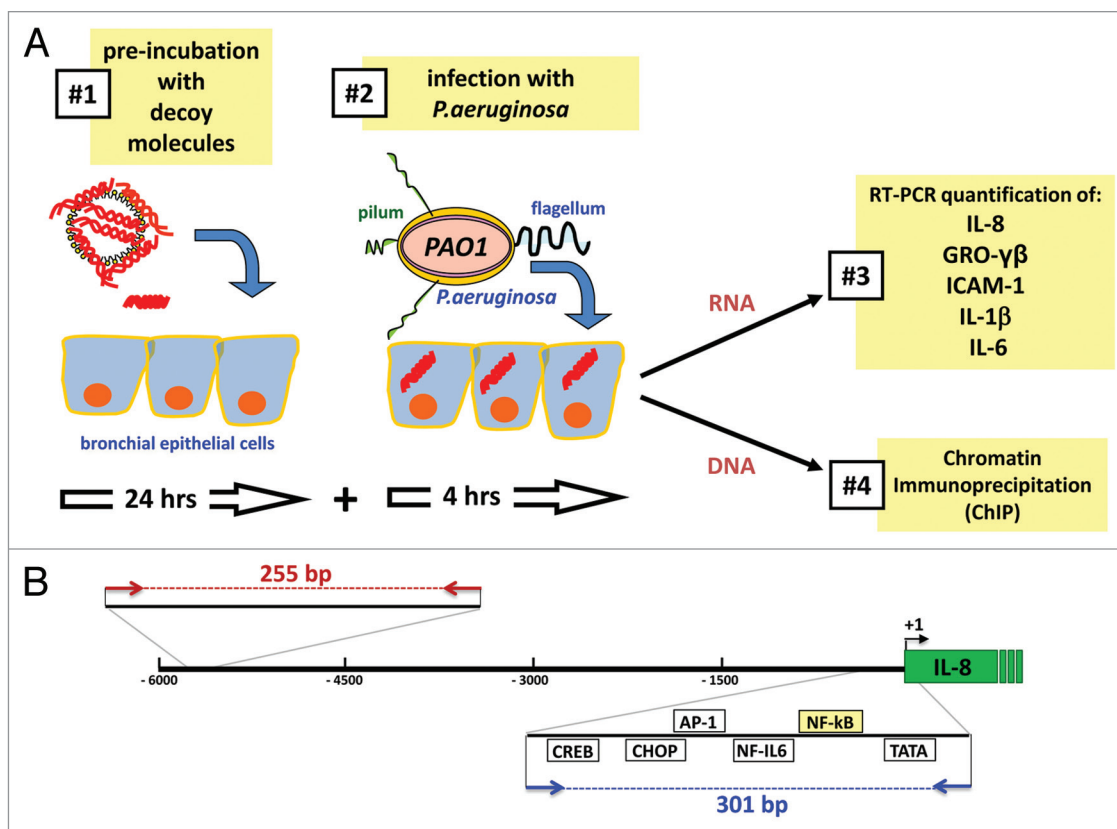 A
#1
pre-incubation
with
decoy
molecules
#2
infection with
P.aeruginosa
pilum
flagellum
PAO1
P.aeruginosa
bronchial epithelial cells
24 hrs
+
4 hrs
RNA
DNA
#3
RT-PCR quantification of:
IL-8
GRO-γβ
ICAM-1
IL-1β
IL-6
#4
Chromatin
Immunoprecipitation
(ChIP)
B
255 bp
+1
IL-8
- 6000
- 4500
- 3000
- 1500
AP-1
NF-kB
CREB
CHOP
NF-IL6
TATA
301 bp